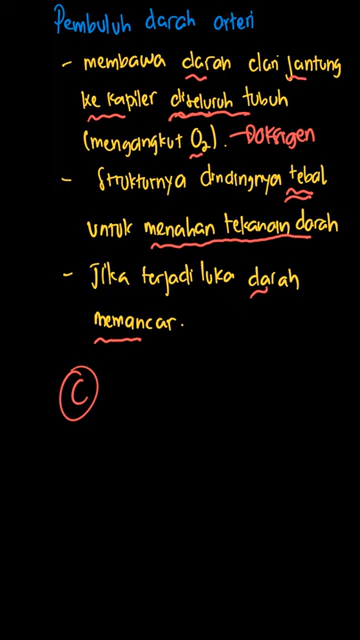 Pembuluh darah arteri
- membawa darah dari jantung
ke kapiler diseluruh tubuh
(mengangkut O2). → Oksigen
- Strukturnya dindingnya tebal
untuk menahan tekanan darah
- Jika terjadi luka darah
memancar.
C